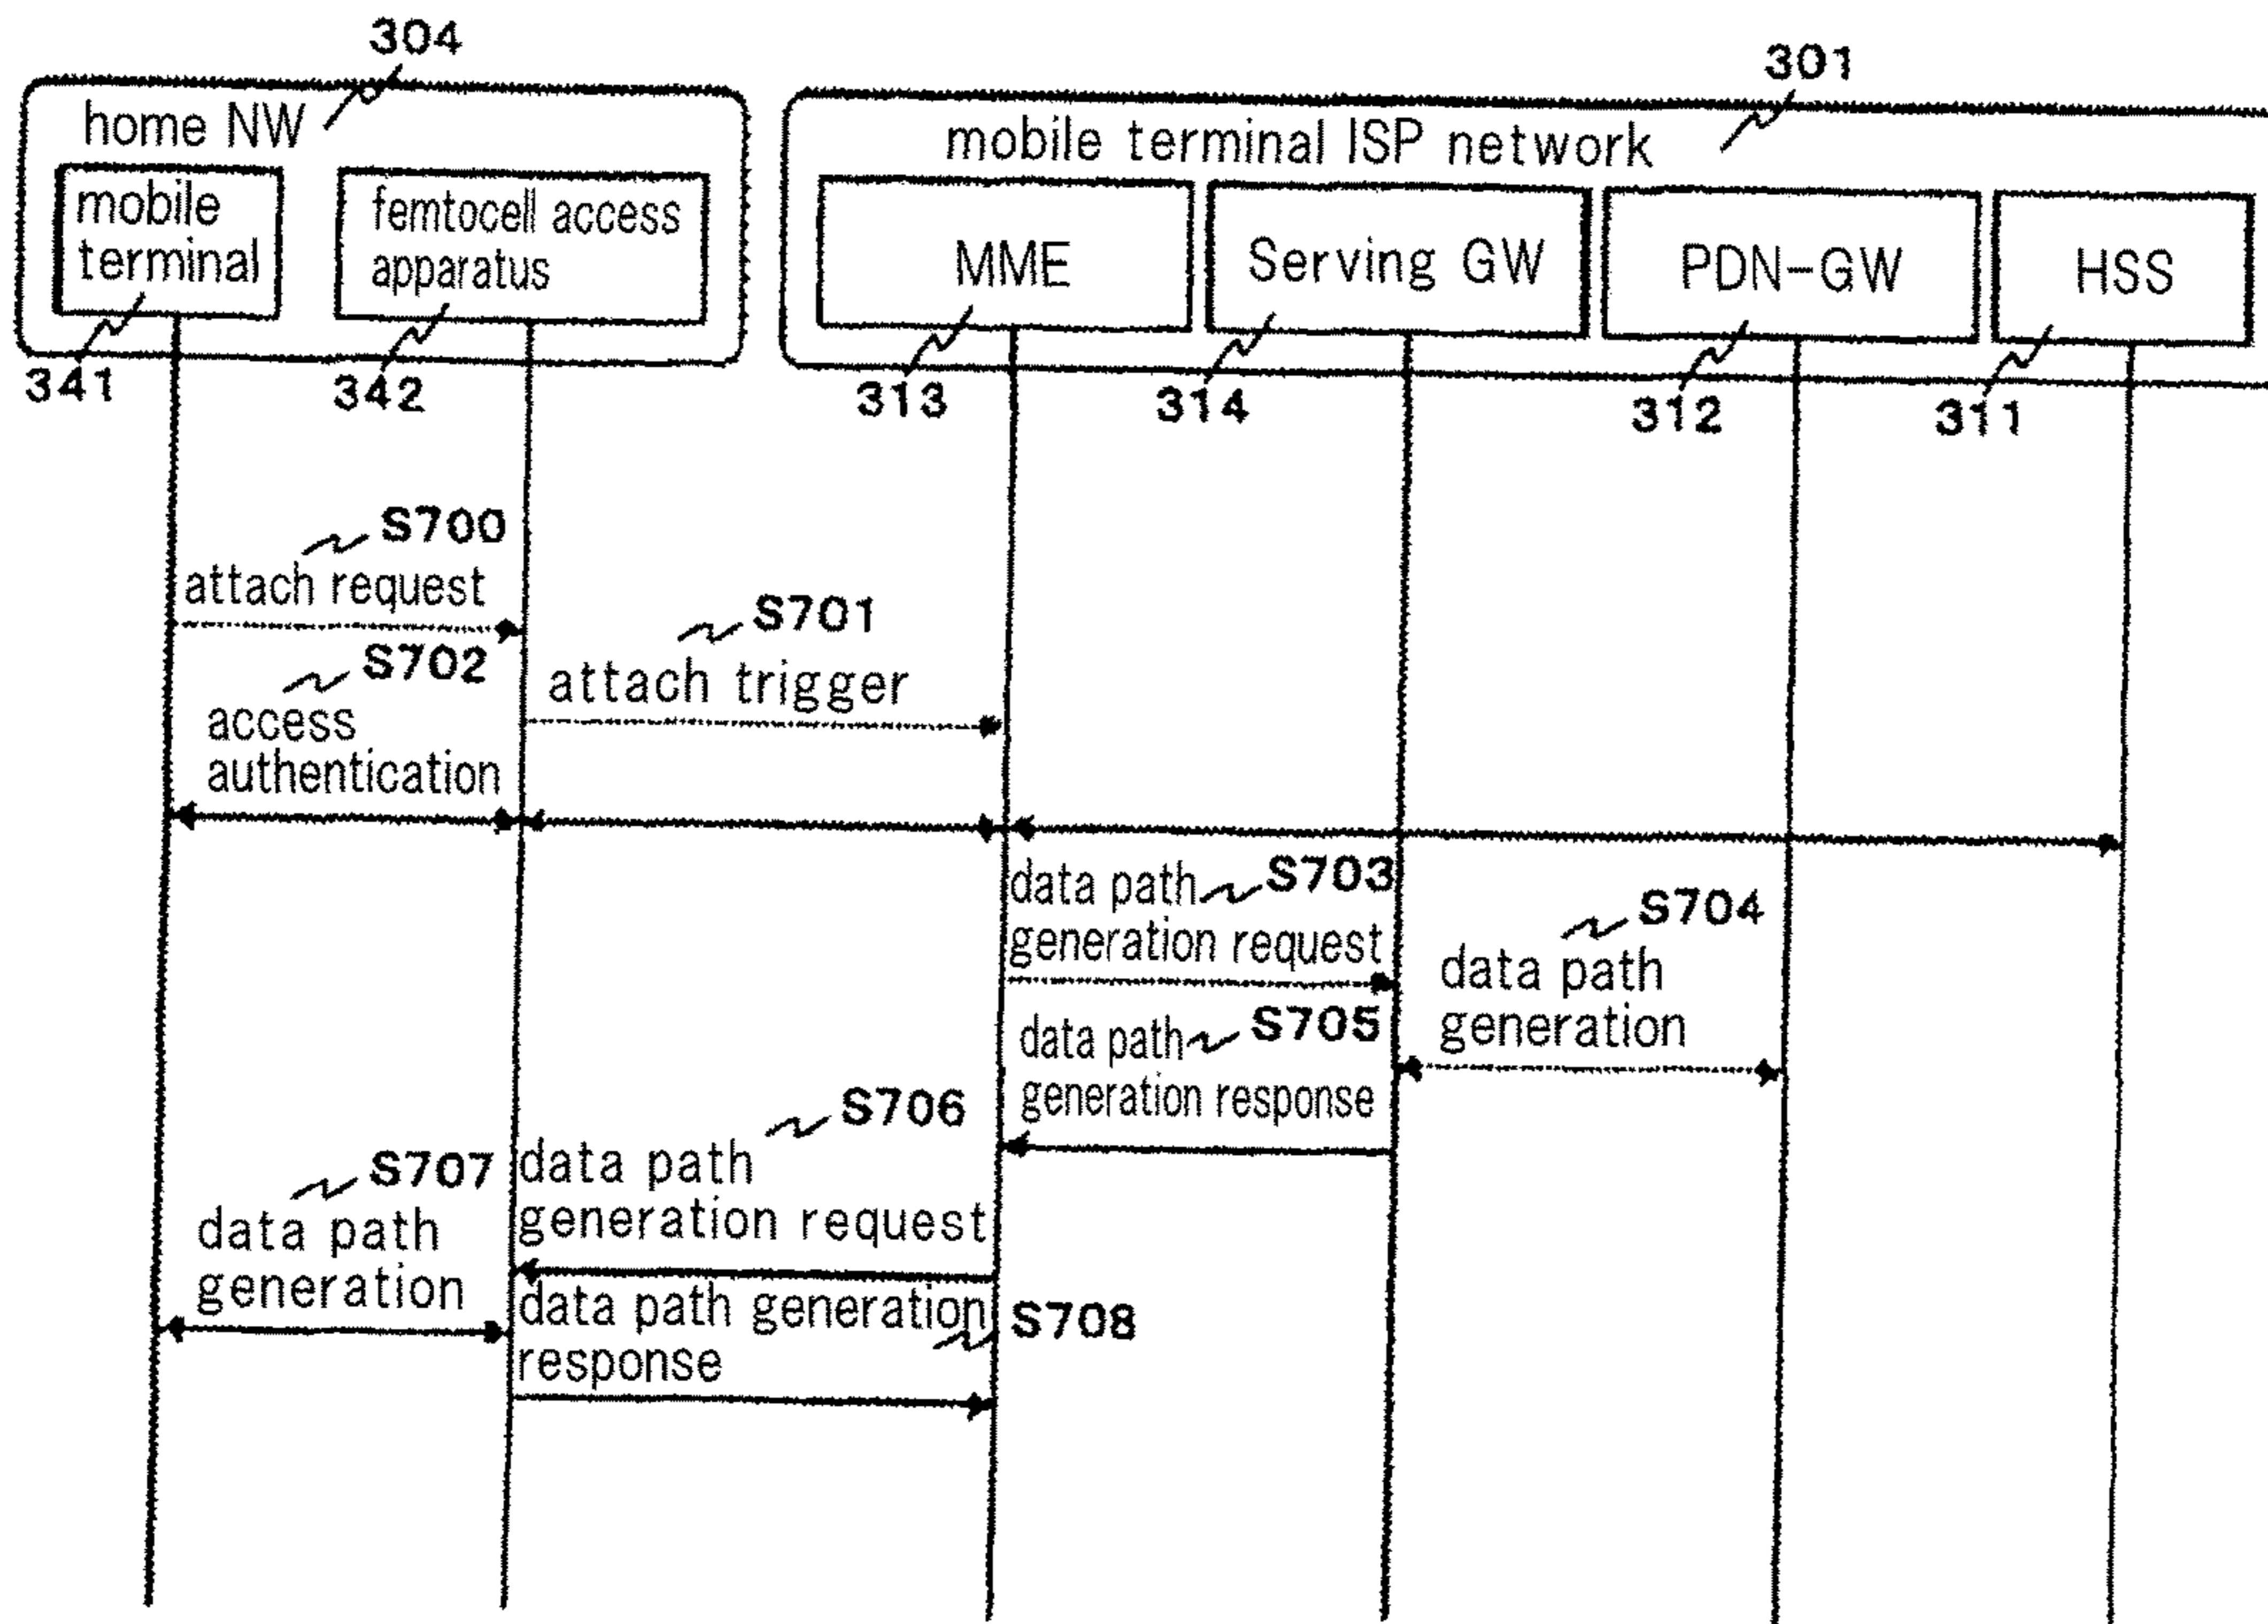 304
301
home NW
mobile terminal ISP network
mobile
terminal
femtocell access
apparatus
MME
Serving GW
PDN-GW
HSS
341
342
313
314
312
311
S700
attach request
S701
attach trigger
S702
access
authentication
S703
data path
generation request
S704
data path
generation
S705
data path
generation response
S706
data path
generation request
S707
data path
generation
data path generation
response
S708